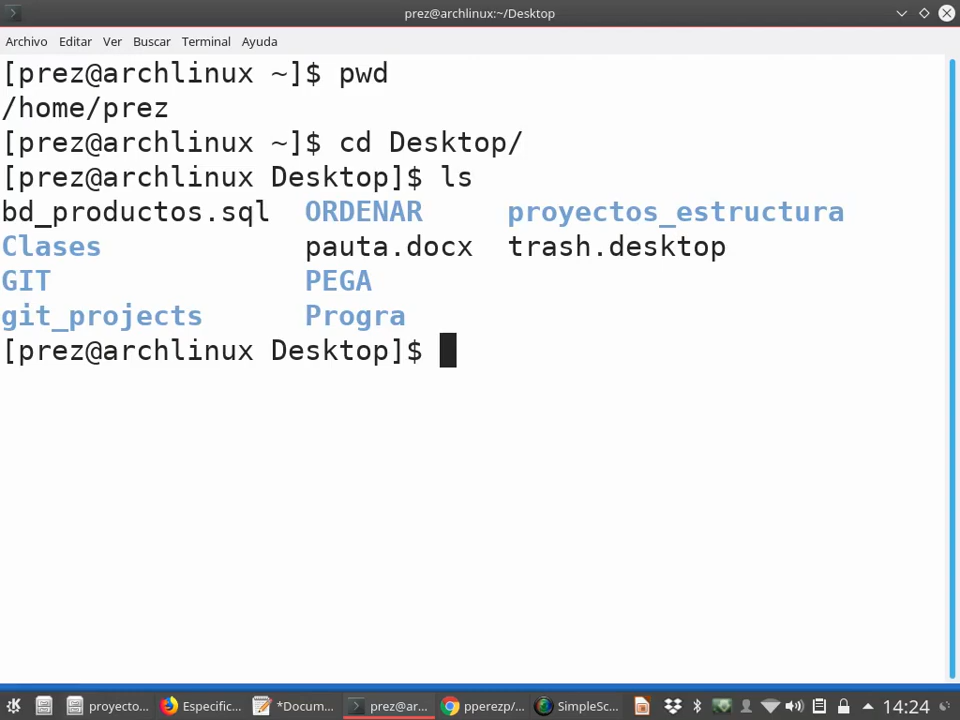 prez@archlinux:~/Desktop
Archivo Editar Ver Buscar Terminal Ayuda
[prez@archlinux ~]$ pwd
/home/prez
[prez@archlinux ~]$ cd Desktop/
[prez@archlinux Desktop]$ ls
bd_productos.sql ORDENAR proyectos_estructura
Clases pauta.docx trash.desktop
GIT PEGA
git_projects Progra
[prez@archlinux Desktop]$
proyecto... Especific... *Docum... prez@ar... pperezp/... SimpleSc... 14:24